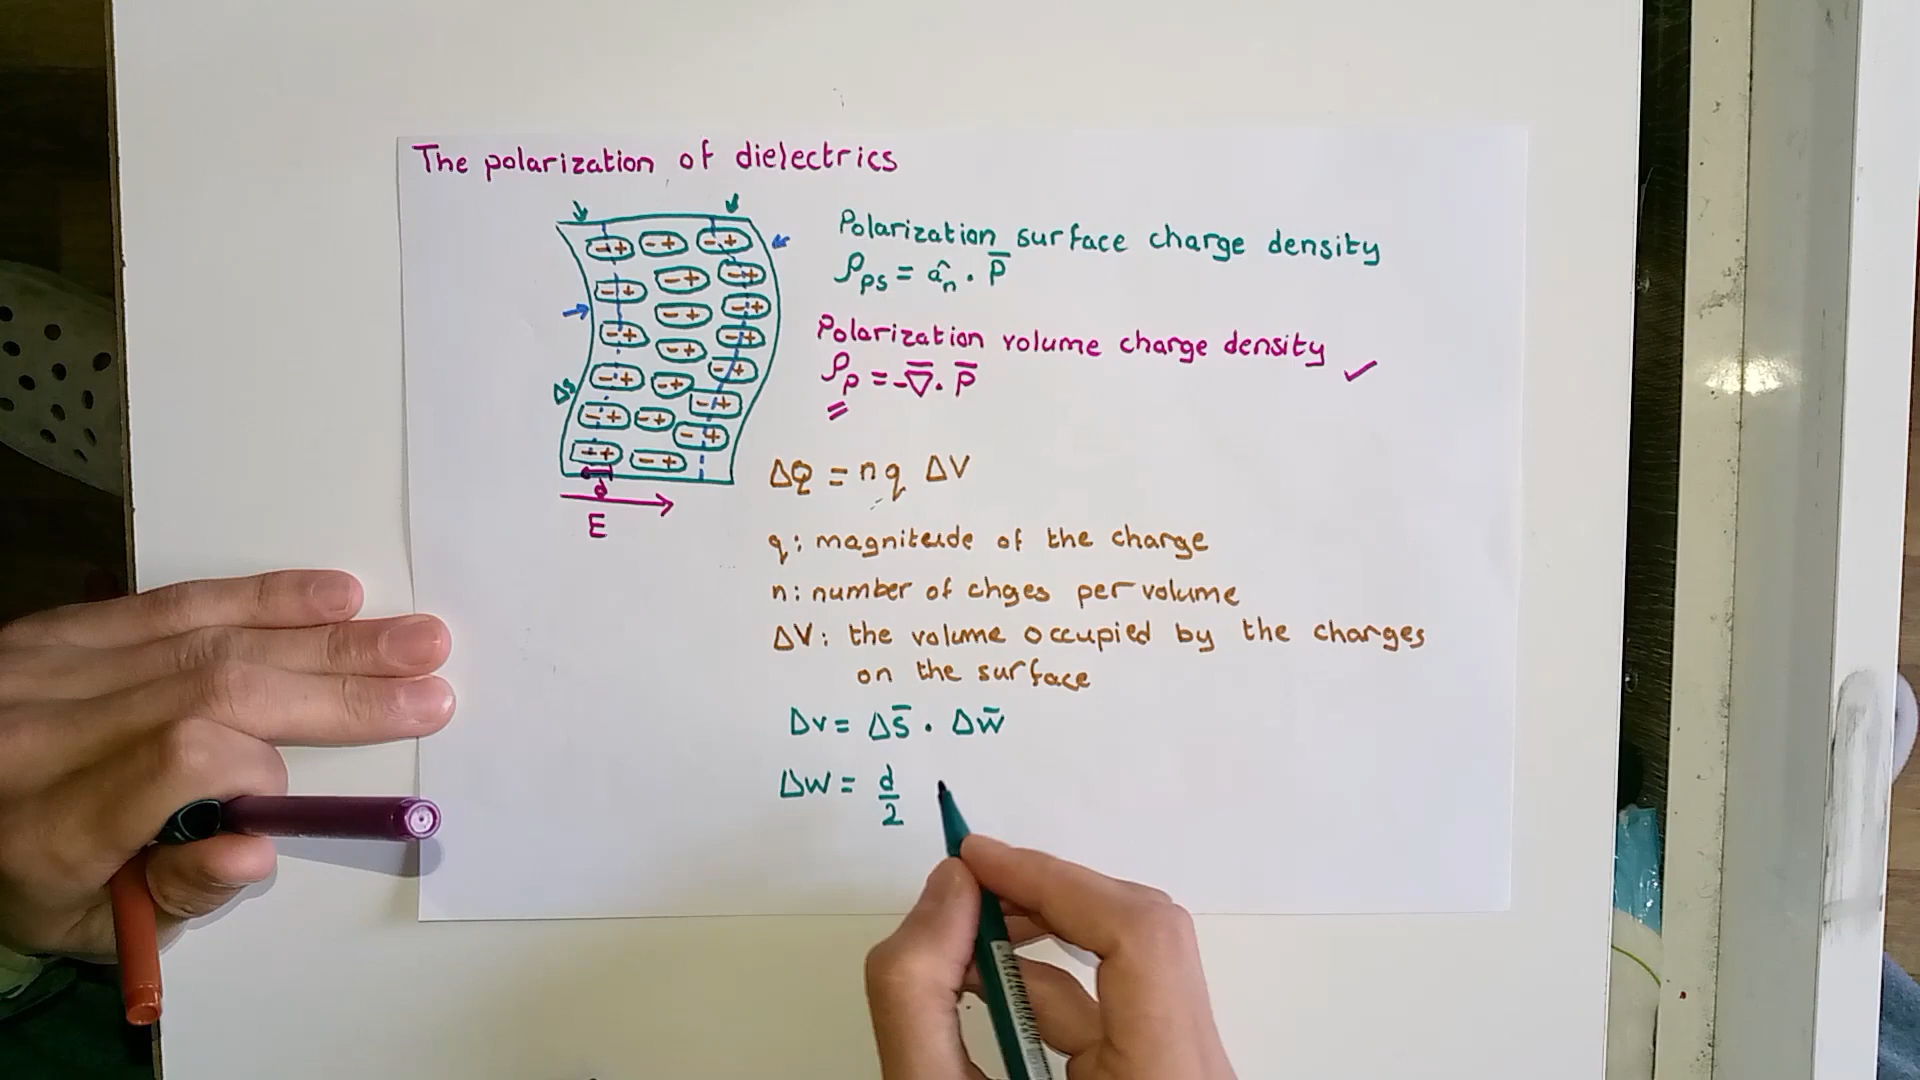 The polarization of dielectrics
Polarization surface charge density
ρps = ân · P̅
Polarization volume charge density ✓
ρp = -∇̅ · P̅
Δs
d
E
ΔQ = nq ΔV
q: magnitude of the charge
n: number of chges per volume
ΔV: the volume occupied by the charges
on the surface
Δv = Δs̅ · Δw̅
Δw = d/2